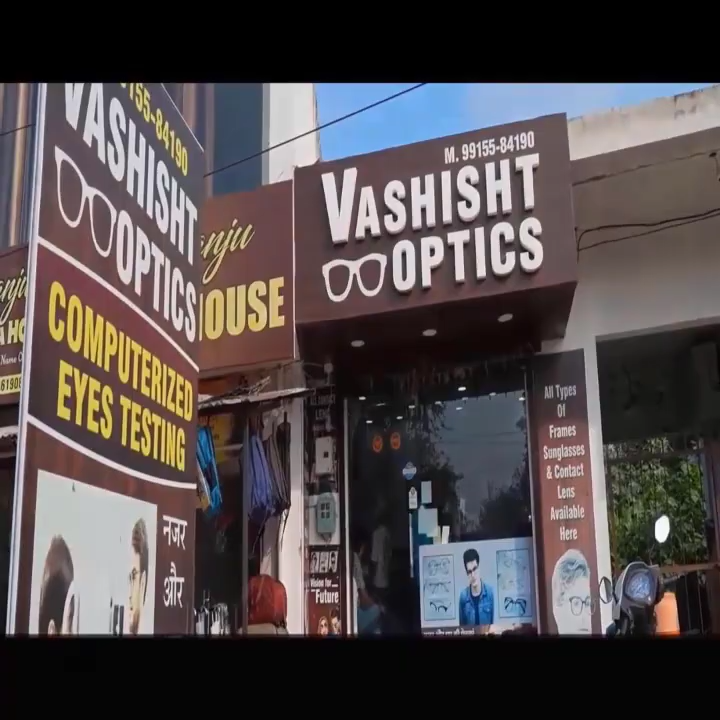 155-84190
VASHISHT
OPTICS
COMPUTERIZED
EYES TESTING
नजर
और
M. 99155-84190
VASHISHT
OPTICS
All Types
Of
Frames
Sunglasses
& Contact
Lens
Available
Here
Vision for
Future